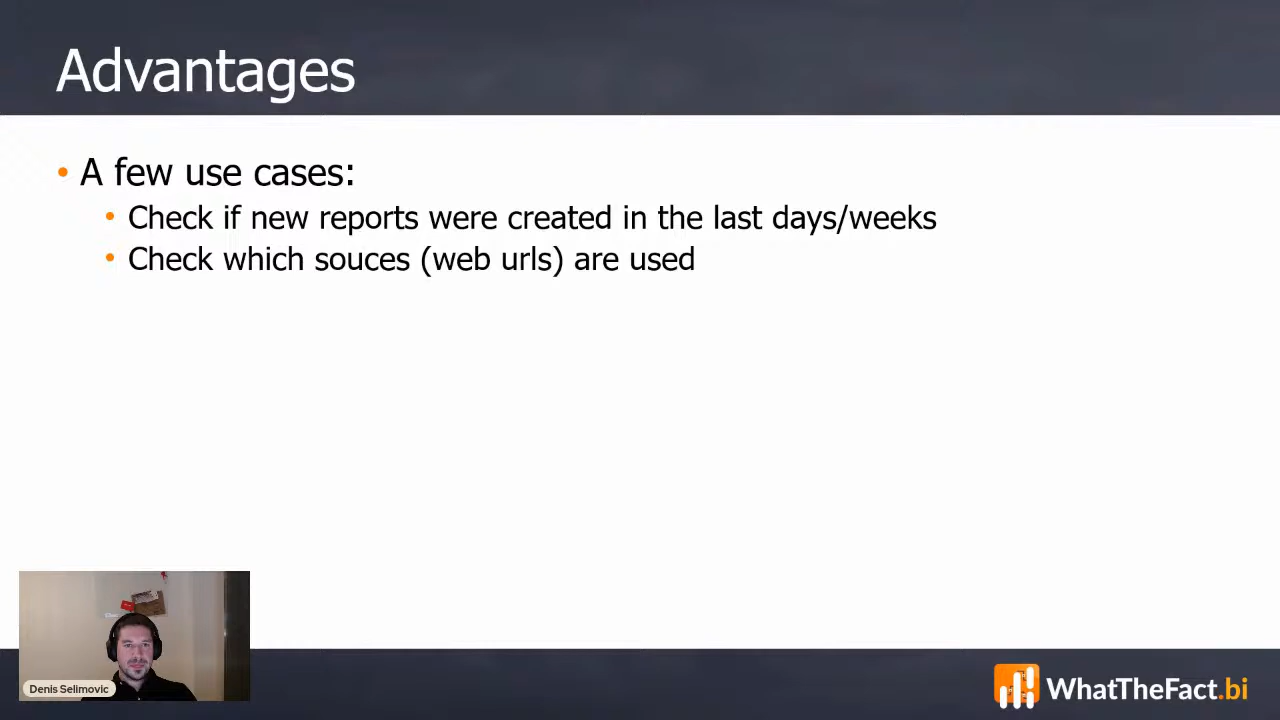 Advantages
• A few use cases:
• Check if new reports were created in the last days/weeks
• Check which souces (web urls) are used
Denis Selimovic
WhatTheFact.bi